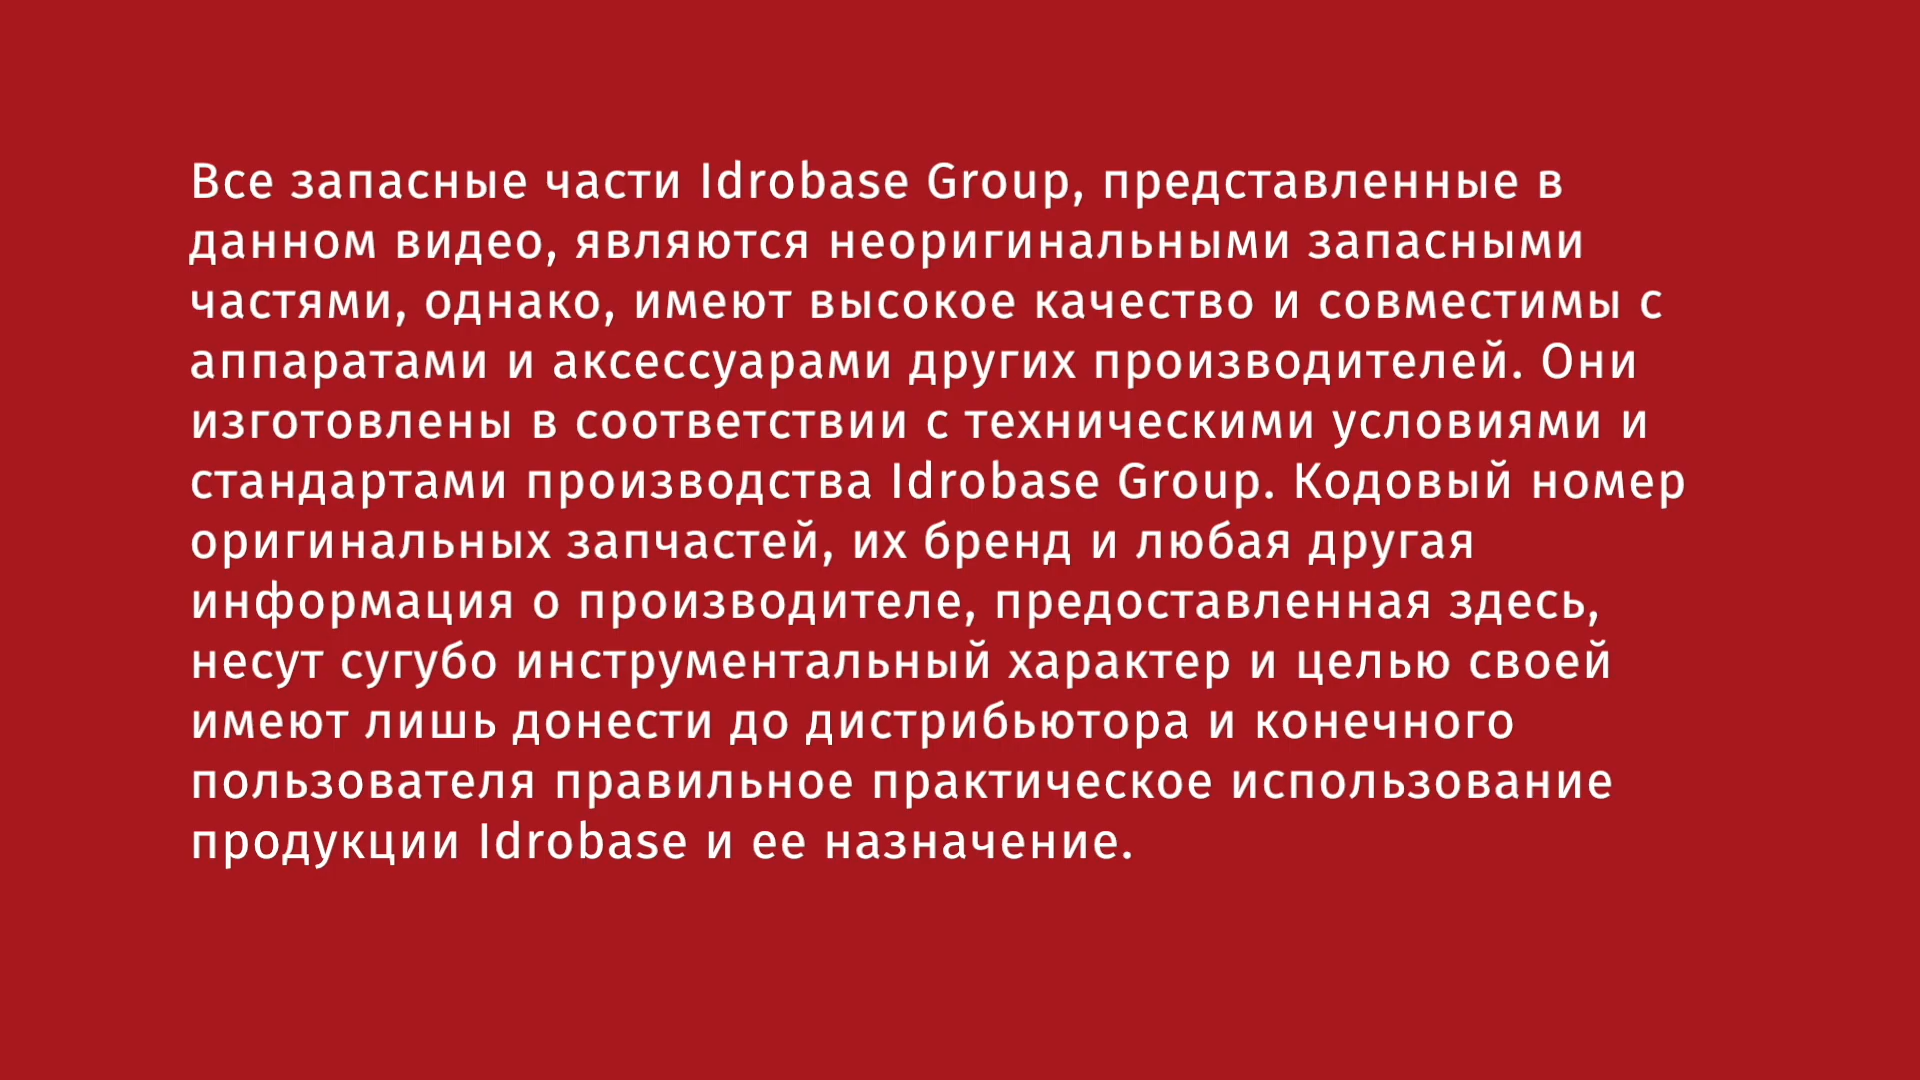 Все запасные части Idrobase Group, представленные в
данном видео, являются неоригинальными запасными
частями, однако, имеют высокое качество и совместимы с
аппаратами и аксессуарами других производителей. Они
изготовлены в соответствии с техническими условиями и
стандартами производства Idrobase Group. Кодовый номер
оригинальных запчастей, их бренд и любая другая
информация о производителе, предоставленная здесь,
несут сугубо инструментальный характер и целью своей
имеют лишь донести до дистрибьютора и конечного
пользователя правильное практическое использование
продукции Idrobase и ее назначение.